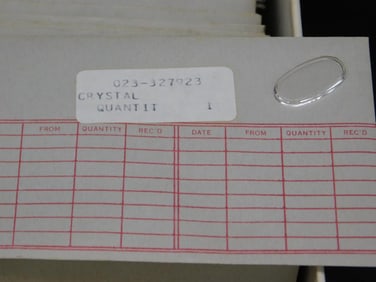 023-327923
CRYSTAL
QUANTIT 1
FROM QUANTITY REC'D DATE FROM QUANTITY REC'D